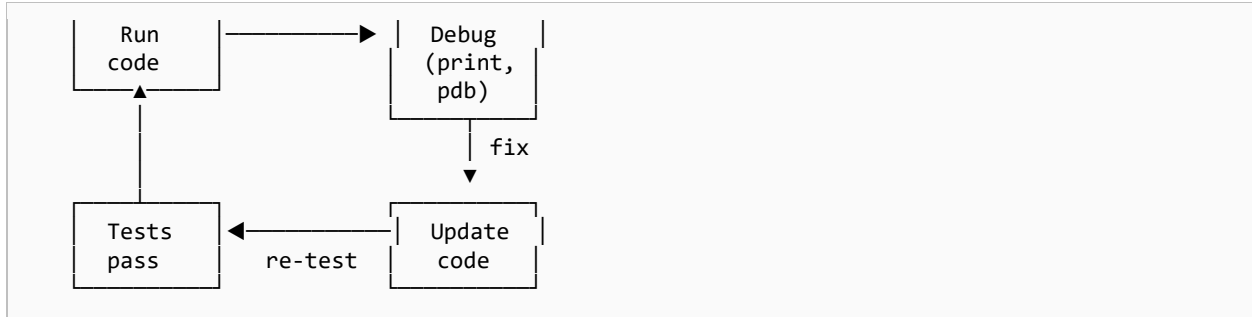 Run Debug
code (print,
pdb)
fix
Tests Update
pass re-test code